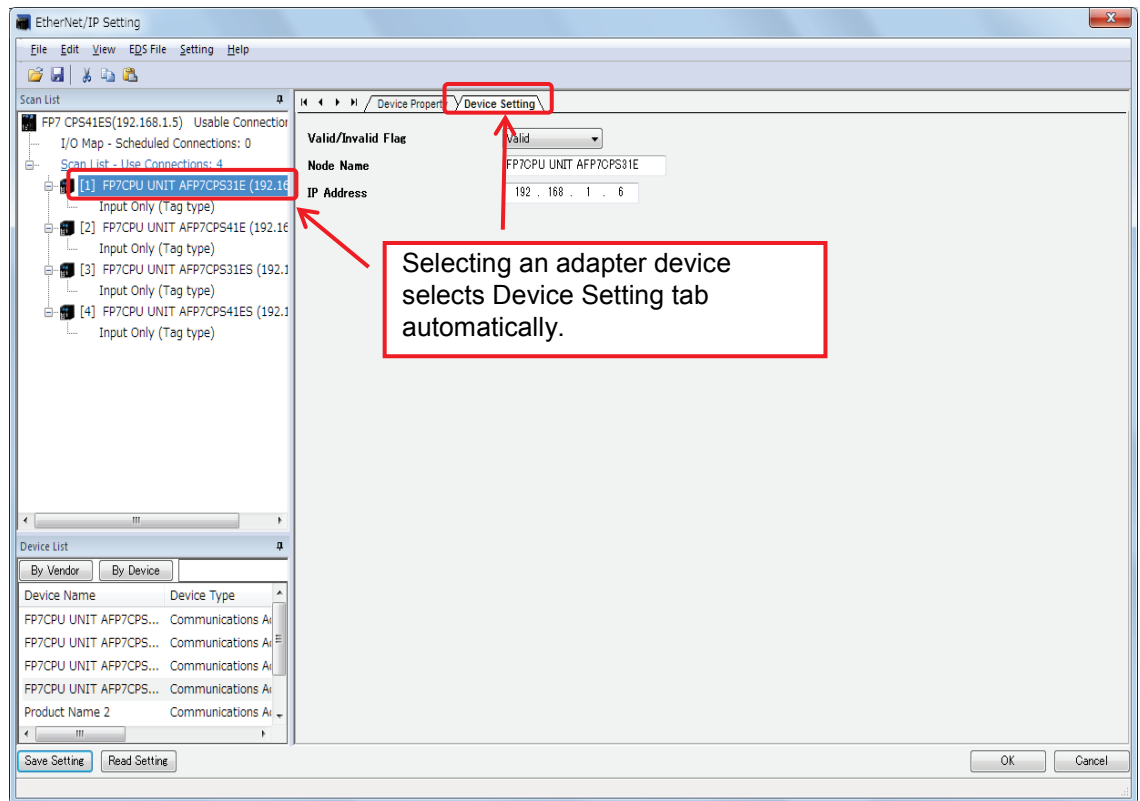 EtherNet/IP Setting
File Edit View EDS File Setting Help
Scan List
FP7 CPS41ES(192.168.1.5) Usable Connection
I/O Map - Scheduled Connections: 0
Scan List - Use Connections: 4
[1] FP7CPU UNIT AFP7CPS31E (192.16
Input Only (Tag type)
[2] FP7CPU UNIT AFP7CPS41E (192.16
Input Only (Tag type)
[3] FP7CPU UNIT AFP7CPS31ES (192.1
Input Only (Tag type)
[4] FP7CPU UNIT AFP7CPS41ES (192.1
Input Only (Tag type)
Device Property Device Setting
Valid/Invalid Flag Valid
Node Name FP7CPU UNIT AFP7CPS31E
IP Address 192 . 168 . 1 . 6
Selecting an adapter device
selects Device Setting tab
automatically.
Device List
By Vendor By Device
Device Name Device Type
FP7CPU UNIT AFP7CPS... Communications A
FP7CPU UNIT AFP7CPS... Communications A
FP7CPU UNIT AFP7CPS... Communications A
FP7CPU UNIT AFP7CPS... Communications A
Product Name 2 Communications A
Save Setting Read Setting OK Cancel